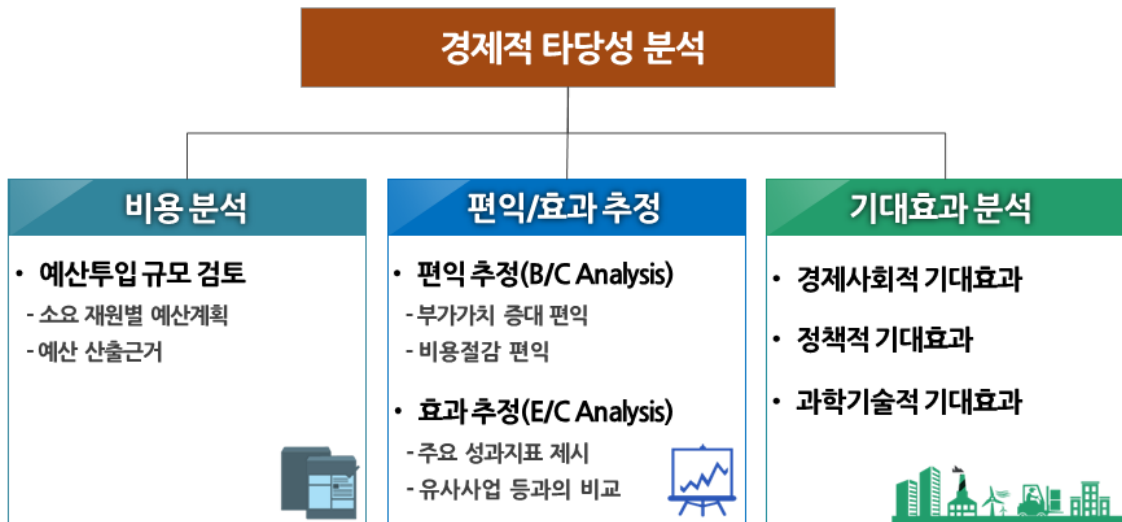 경제적 타당성 분석
비용 분석
• 예산투입 규모 검토
- 소요 재원별 예산계획
- 예산 산출근거
편익/효과 추정
• 편익 추정(B/C Analysis)
- 부가가치 증대 편익
- 비용절감 편익
• 효과 추정(E/C Analysis)
- 주요 성과지표 제시
- 유사사업 등과의 비교
기대효과 분석
• 경제사회적 기대효과
• 정책적 기대효과
• 과학기술적 기대효과